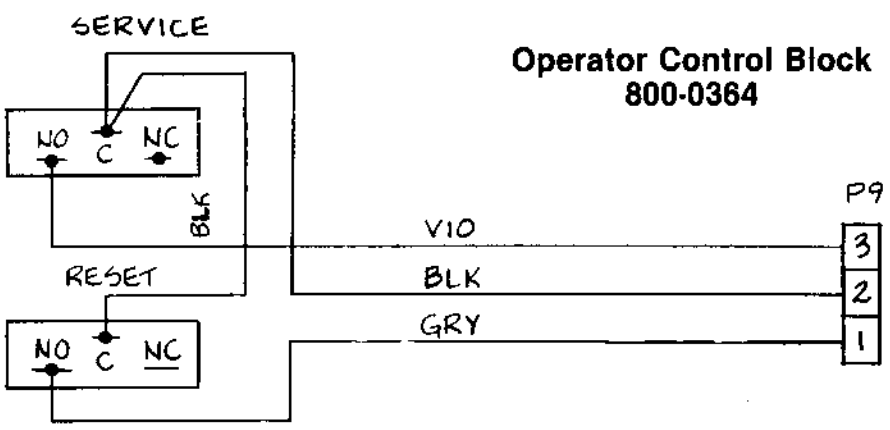 SERVICE
Operator Control Block
800-0364
NO C NC
BLK
P9
VIO
3
RESET
BLK
2
GRY
1
NO C NC